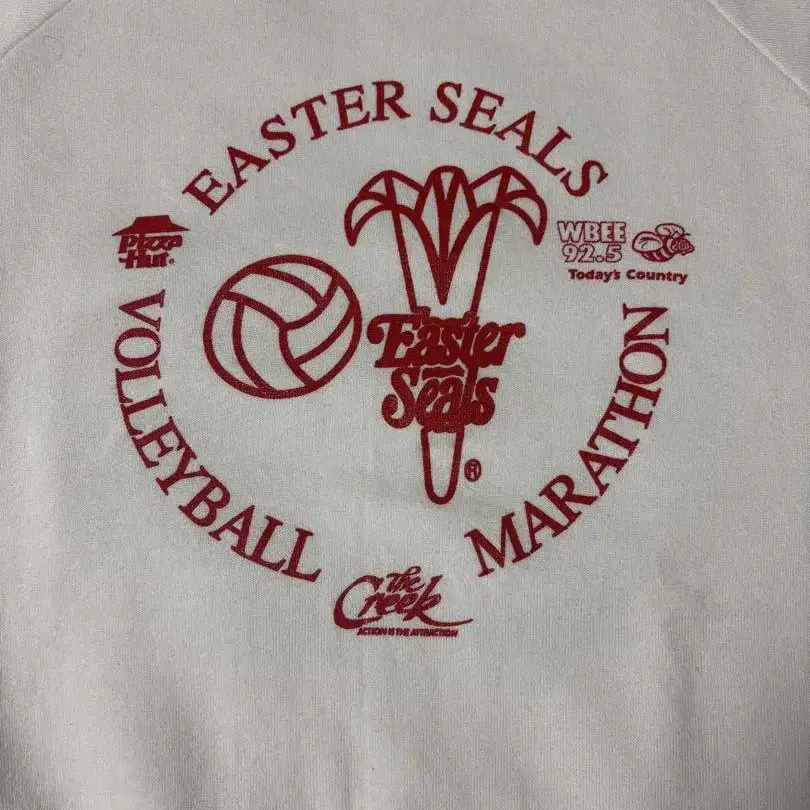 EASTER SEALS
Pizza
Hut®
WBEE
92.5
Today's Country
Easter
Seals
®
VOLLEYBALL
MARATHON
The
Creek
ACTION IS THE ATTRACTION